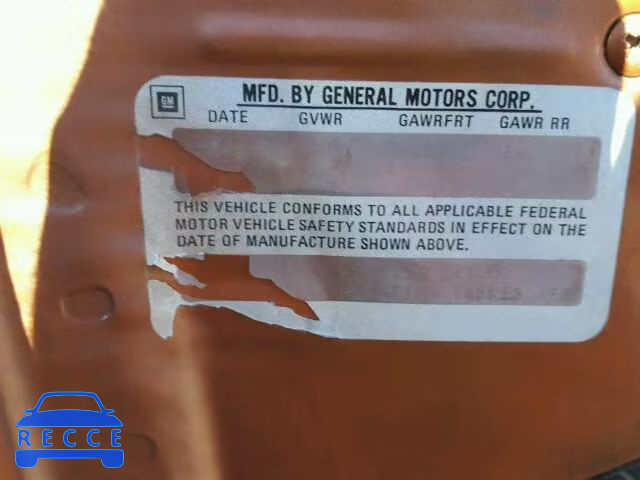 GM
MFD. BY GENERAL MOTORS CORP.
DATE GVWR GAWRFRT GAWR RR
THIS VEHICLE CONFORMS TO ALL APPLICABLE FEDERAL
MOTOR VEHICLE SAFETY STANDARDS IN EFFECT ON THE
DATE OF MANUFACTURE SHOWN ABOVE.
RECCE